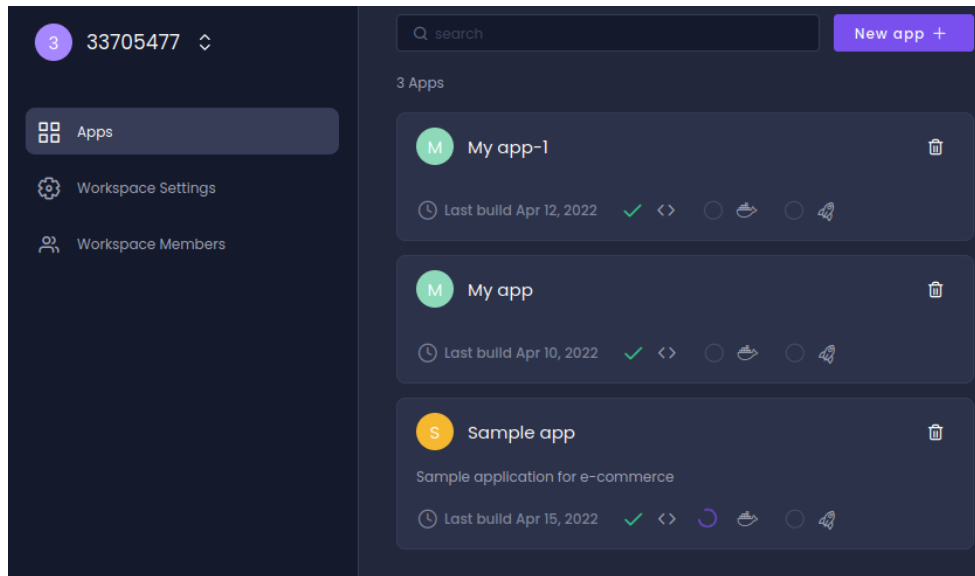 3 33705477
search
New app +
3 Apps
Apps
Workspace Settings
Workspace Members
M My app-1
Last build Apr 12, 2022
M My app
Last build Apr 10, 2022
S Sample app
Sample application for e-commerce
Last build Apr 15, 2022